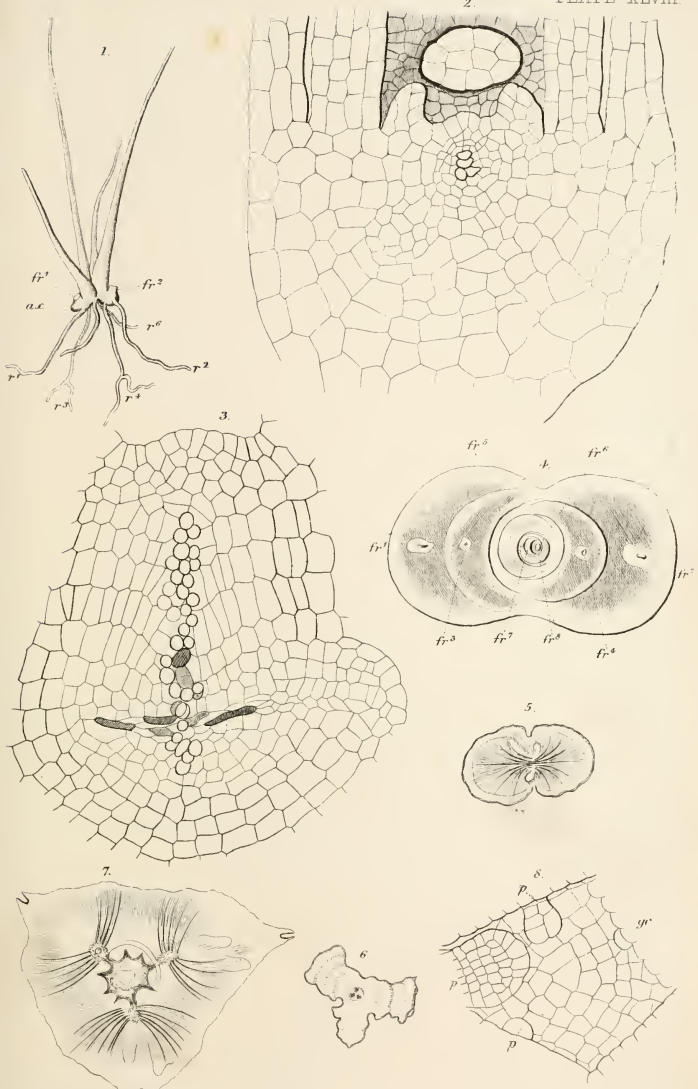 PLATE XLVIII.
1.
2.
fr¹
fr²
ax
r⁶
r¹
r²
r³
r⁴
3.
4.
fr⁵
fr⁶
fr¹
fr²
fr³
fr⁷
fr⁸
fr⁴
5.
7.
6
8.
p.
gr
p
p